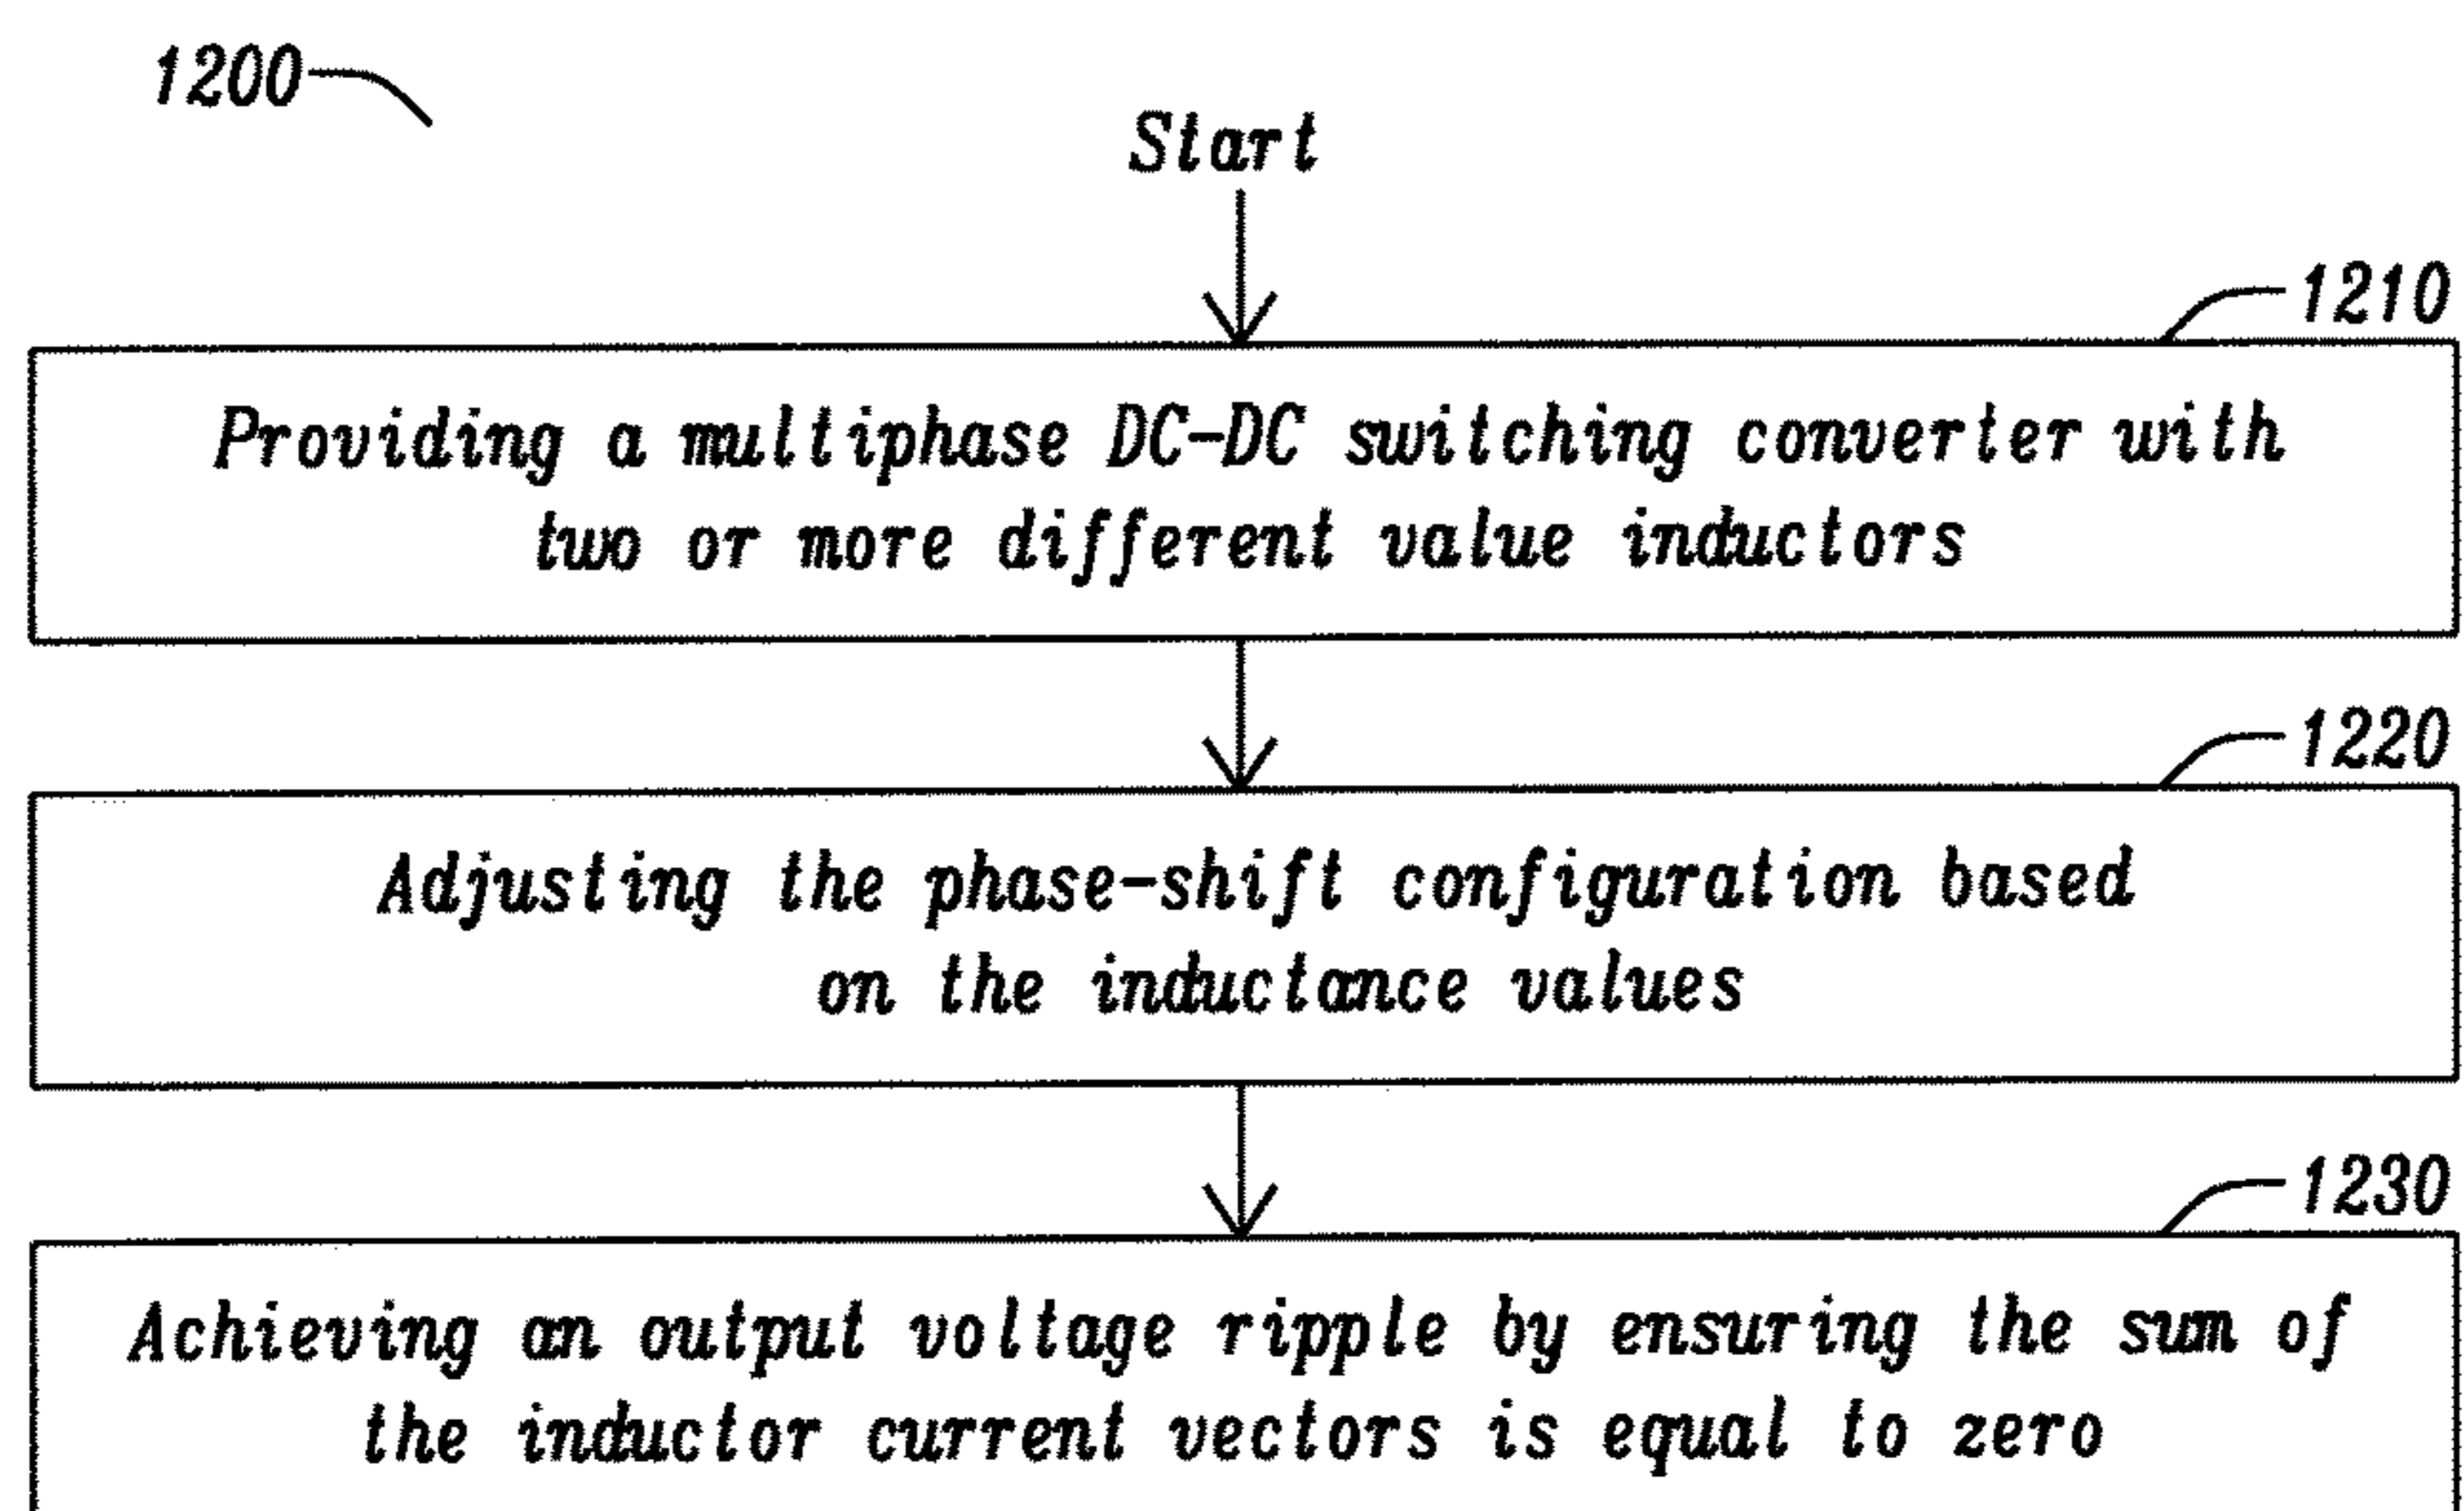 1200
Start
1210
Providing a multiphase DC-DC switching converter with
two or more different value inductors
1220
Adjusting the phase-shift configuration based
on the inductance values
1230
Achieving an output voltage ripple by ensuring the sum of
the inductor current vectors is equal to zero